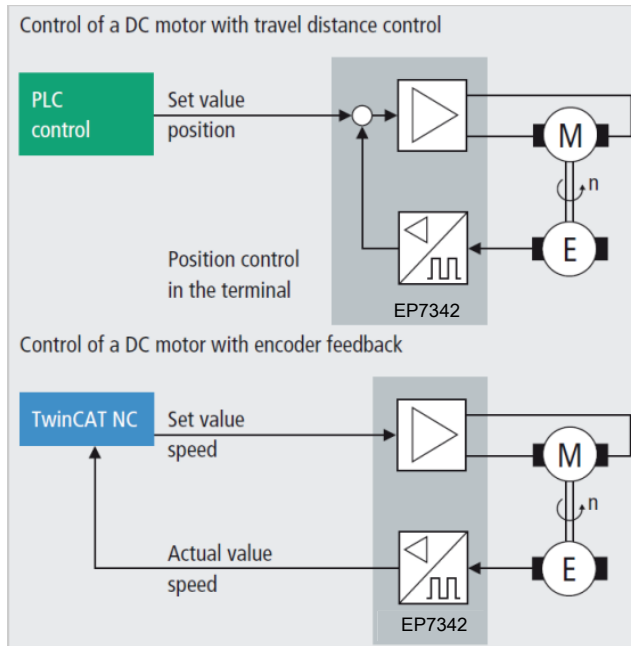 Control of a DC motor with travel distance control
PLC
control
Set value
position
M
n
E
Position control
in the terminal
EP7342
Control of a DC motor with encoder feedback
TwinCAT NC
Set value
speed
M
n
Actual value
speed
E
EP7342